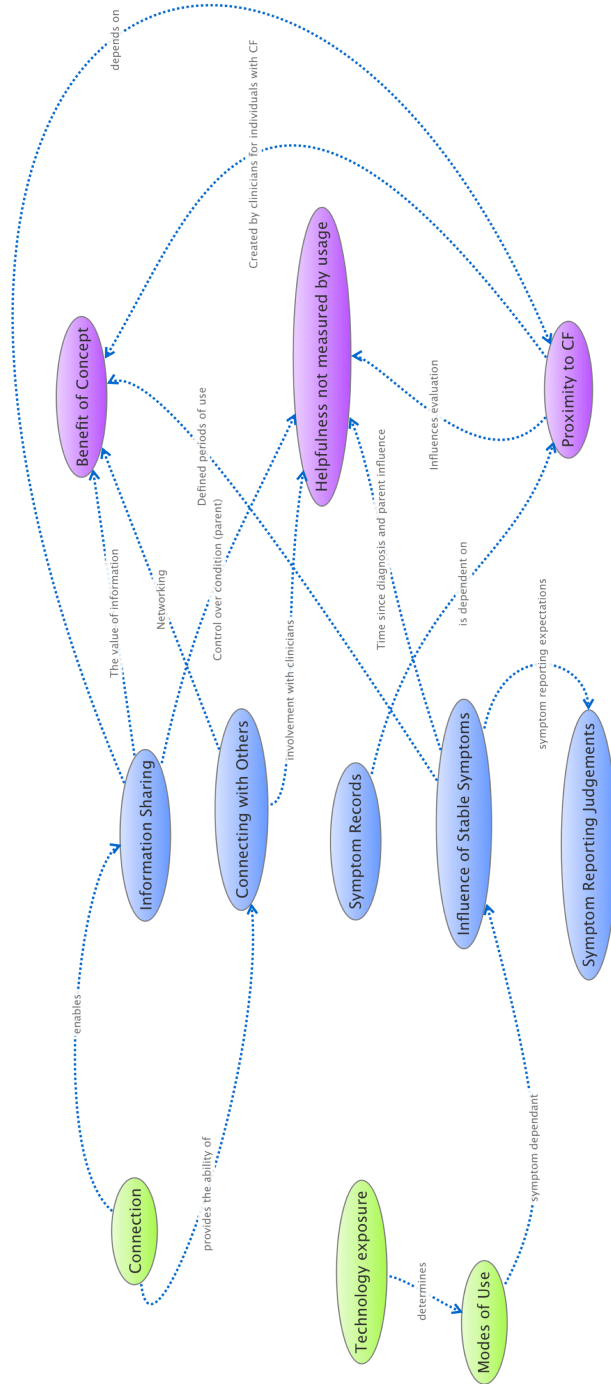 Connection
Technology exposure
Modes of Use
enables
provides the ability of
determines
symptom dependant
Information Sharing
Connecting with Others
Symptom Records
Influence of Stable Symptoms
Symptom Reporting Judgements
depends on
The value of information
Networking
Control over condition (parent)
involvement with clinicians
Defined periods of use
Time since diagnosis and parent influence
is dependent on
symptom reporting expectations
Created by clinicians for individuals with CF
Influences evaluation
Benefit of Concept
Helpfulness not measured by usage
Proximity to CF